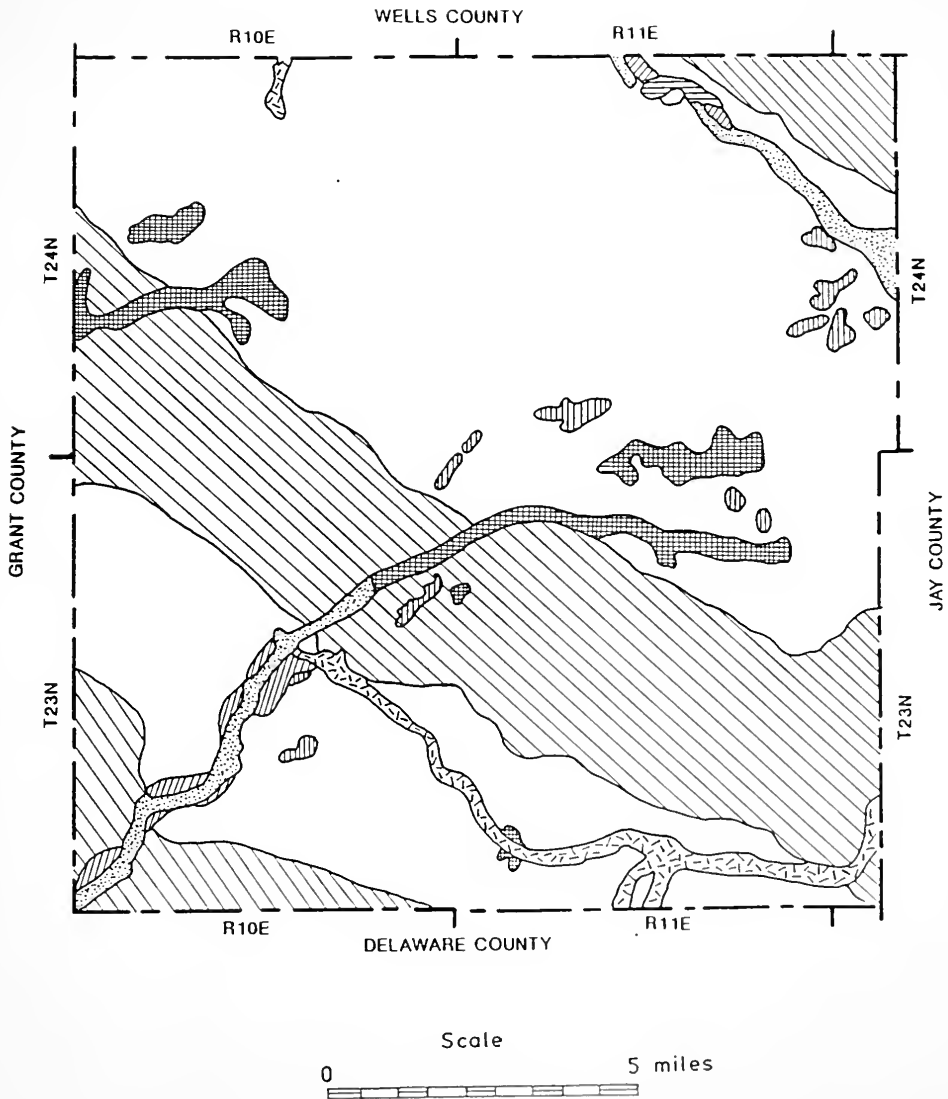 WELLS COUNTY
R10E
R11E
T24N
T24N
GRANT COUNTY
JAY COUNTY
T23N
T23N
R10E
R11E
DELAWARE COUNTY
Scale
0
5 miles